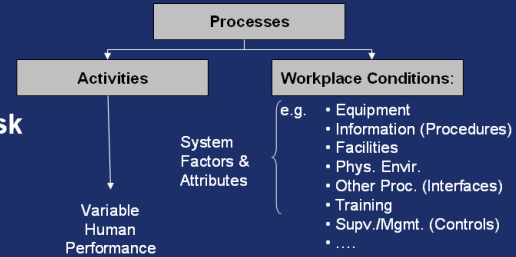 Processes
Activities
Workplace Conditions:
sk
System
Factors &
Attributes
e.g.
• Equipment
• Information (Procedures)
• Facilities
• Phys. Envir.
• Other Proc. (Interfaces)
• Training
• Supv./Mgmt. (Controls)
• ....
Variable
Human
Performance